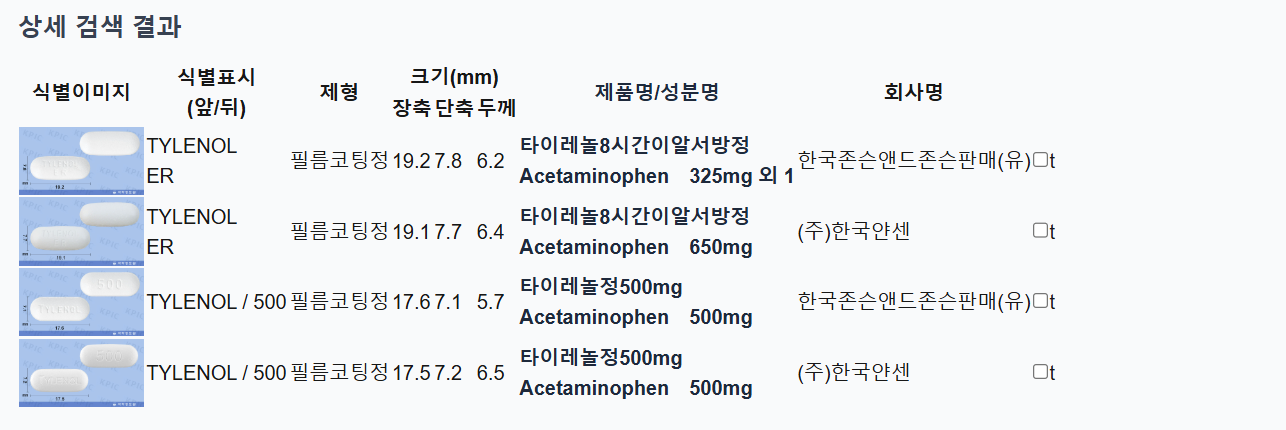 상세 검색 결과
식별이미지 식별표시 (앞/뒤) 제형 크기(mm) 장축 단축 두께 제품명/성분명 회사명
TYLENOL ER 필름코팅정 19.2 7.8 6.2 타이레놀8시간이알서방정 Acetaminophen 325mg 외 1 한국존슨앤드존슨판매(유) t
TYLENOL ER 필름코팅정 19.1 7.7 6.4 타이레놀8시간이알서방정 Acetaminophen 650mg (주)한국얀센 t
TYLENOL / 500 필름코팅정 17.6 7.1 5.7 타이레놀정500mg Acetaminophen 500mg 한국존슨앤드존슨판매(유) t
TYLENOL / 500 필름코팅정 17.5 7.2 6.5 타이레놀정500mg Acetaminophen 500mg (주)한국얀센 t